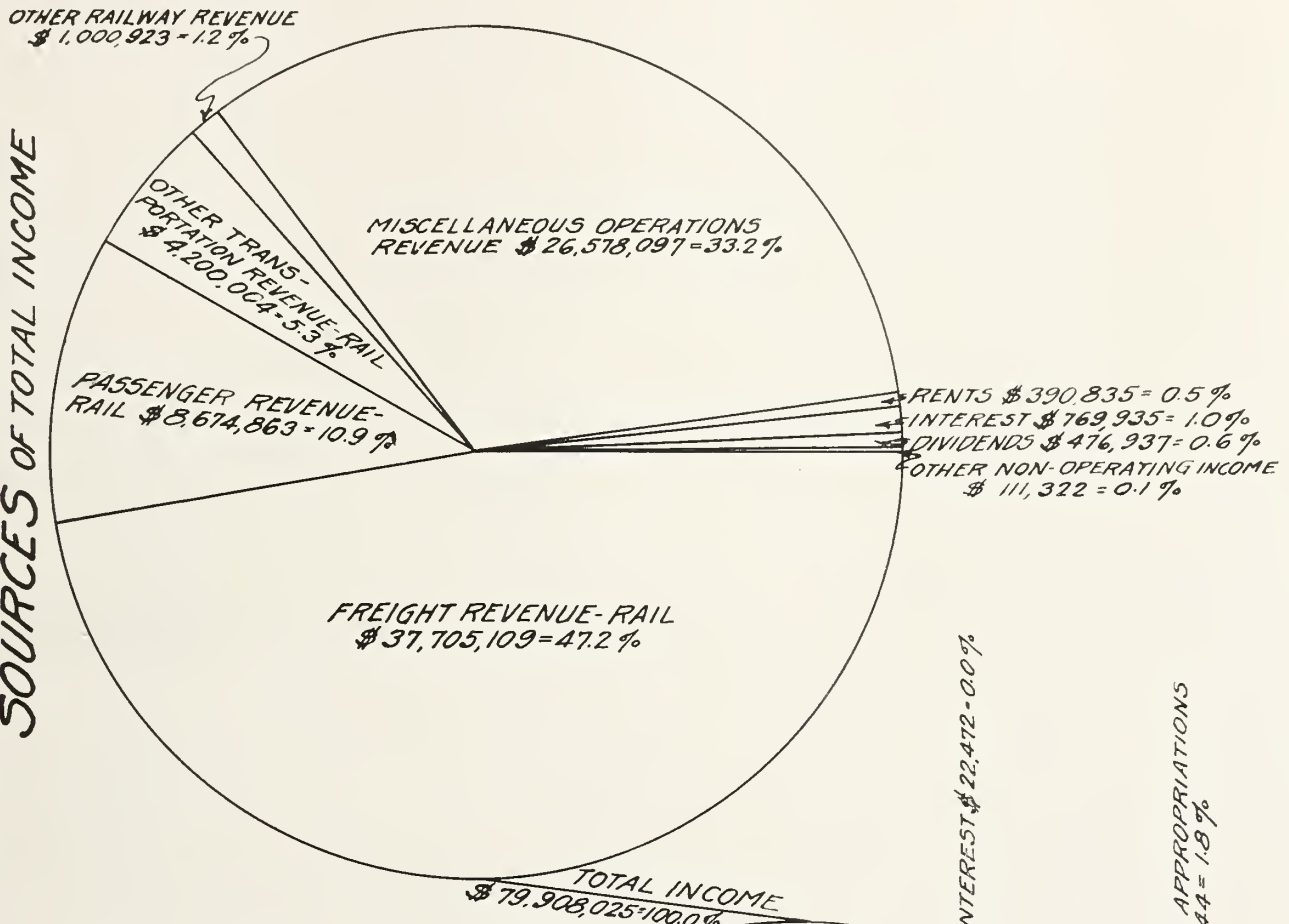 SOURCES OF TOTAL INCOME
OTHER RAILWAY REVENUE
$ 1,000,923 = 1.2 %
OTHER TRANS-
PORTATION REVENUE-RAIL
$ 4,200,004 = 5.3 %
MISCELLANEOUS OPERATIONS
REVENUE $ 26,578,097 = 33.2 %
PASSENGER REVENUE-
RAIL $ 8,674,863 = 10.9 %
RENTS $ 390,835 = 0.5 %
INTEREST $ 769,935 = 1.0 %
DIVIDENDS $ 476,937 = 0.6 %
OTHER NON-OPERATING INCOME
$ 111,322 = 0.1 %
FREIGHT REVENUE-RAIL
$ 37,705,109 = 47.2 %
TOTAL INCOME
$ 79,908,025 = 100.0 %
NTEREST $ 22,472 = 0.0 %
APPROPRIATIONS
44 = 1.8 %